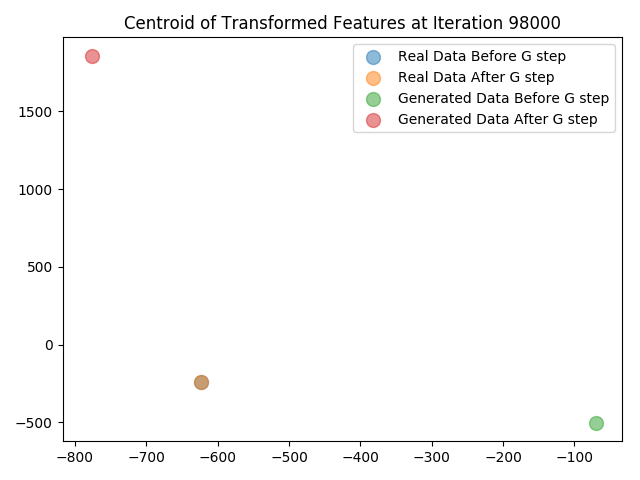 Centroid of Transformed Features at Iteration 98000
Real Data Before G step
Real Data After G step
Generated Data Before G step
Generated Data After G step
1500
1000
500
0
−500
−800
−700
−600
−500
−400
−300
−200
−100